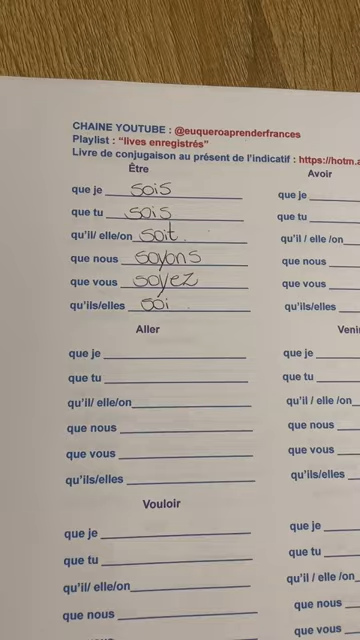 CHAINE YOUTUBE : @euqueroaprenderfrances
Playlist : "lives enregistrés"
Livre de conjugaison au présent de l'indicatif : https://hotm.a
Être
que je sois
que tu sois
qu'il/ elle/on soit
que nous soyons
que vous soyez
qu'ils/elles soi
Avoir
que je
que tu
qu'il / elle /on
que nous
que vous
qu'ils/elles
Aller
que je
que tu
qu'il/ elle/on
que nous
que vous
qu'ils/elles
Venir
que je
que tu
qu'il / elle /on
que nous
que vous
qu'ils/elles
Vouloir
que je
que tu
qu'il/ elle/on
que nous
que je
que tu
qu'il / elle /on
que nous
que vous